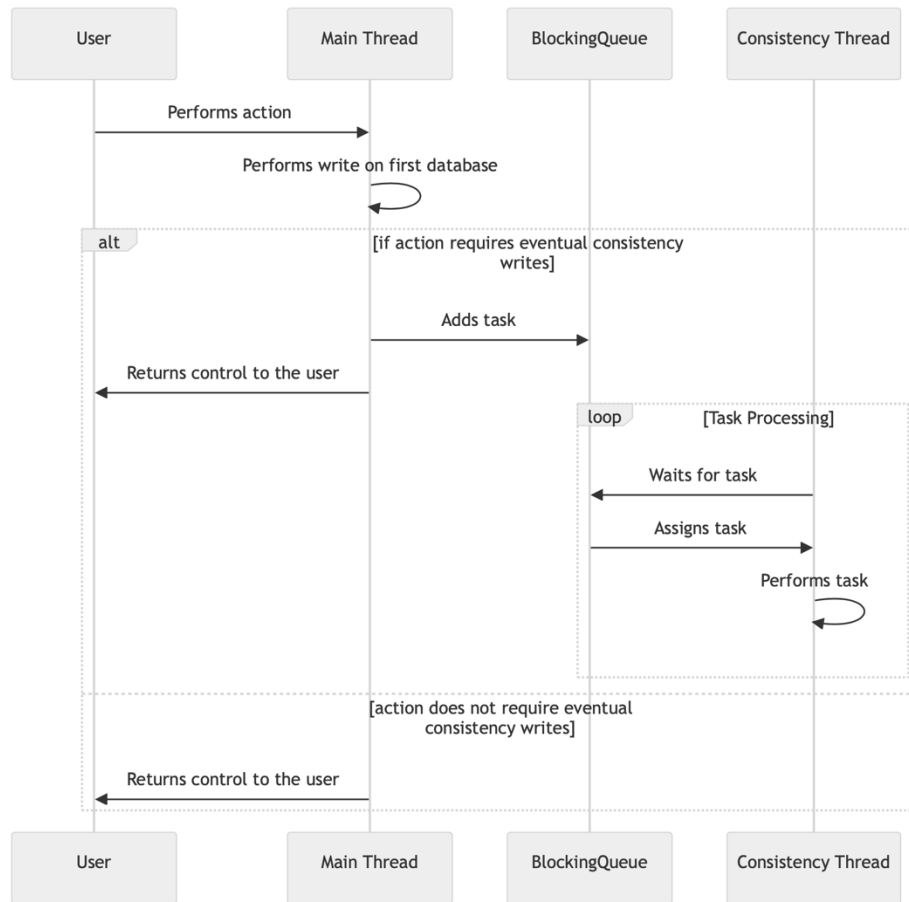 User
Main Thread
BlockingQueue
Consistency Thread
Performs action
Performs write on first database
alt
[if action requires eventual consistency
writes]
Adds task
Returns control to the user
loop
[Task Processing]
Waits for task
Assigns task
Performs task
[action does not require eventual
consistency writes]
Returns control to the user
User
Main Thread
BlockingQueue
Consistency Thread